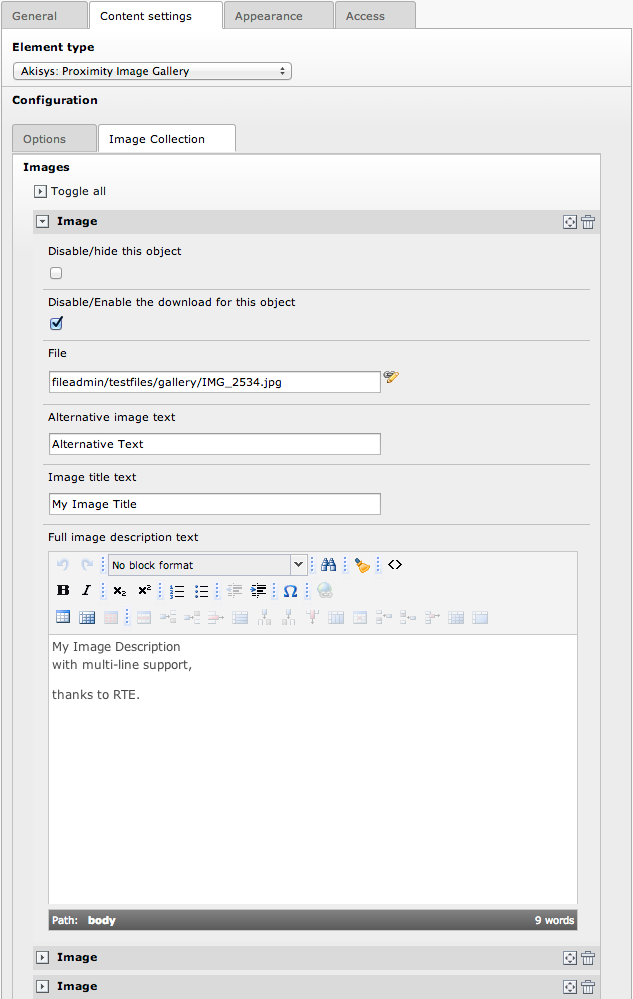 General Content settings Appearance Access
Element type
Akisys: Proximity Image Gallery
Configuration
Options Image Collection
Images
Toggle all
Image
Disable/hide this object
Disable/Enable the download for this object
File
fileadmin/testfiles/gallery/IMG_2534.jpg
Alternative image text
Alternative Text
Image title text
My Image Title
Full image description text
No block format
B I x₂ x² Ω
My Image Description
with multi-line support,
thanks to RTE.
Path: body 9 words
Image
Image